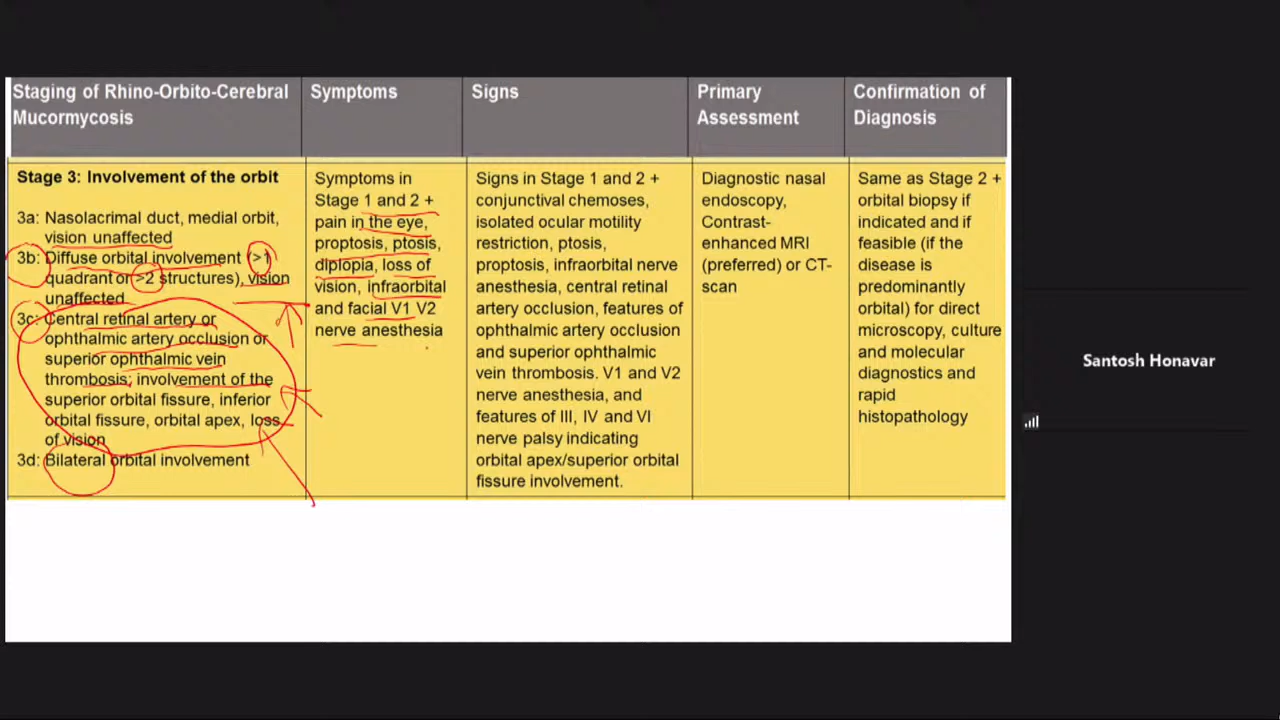 Staging of Rhino-Orbito-Cerebral
Mucormycosis
Symptoms
Signs
Primary
Assessment
Confirmation of
Diagnosis
Stage 3: Involvement of the orbit
3a: Nasolacrimal duct, medial orbit,
vision unaffected
3b: Diffuse orbital involvement (>1
quadrant or >2 structures), vision
unaffected
3c: Central retinal artery or
ophthalmic artery occlusion or
superior ophthalmic vein
thrombosis; involvement of the
superior orbital fissure, inferior
orbital fissure, orbital apex, loss
of vision
3d: Bilateral orbital involvement
Symptoms in
Stage 1 and 2 +
pain in the eye,
proptosis, ptosis,
diplopia, loss of
vision, infraorbital
and facial V1 V2
nerve anesthesia
Signs in Stage 1 and 2 +
conjunctival chemoses,
isolated ocular motility
restriction, ptosis,
proptosis, infraorbital nerve
anesthesia, central retinal
artery occlusion, features of
ophthalmic artery occlusion
and superior ophthalmic
vein thrombosis. V1 and V2
nerve anesthesia, and
features of III, IV and VI
nerve palsy indicating
orbital apex/superior orbital
fissure involvement.
Diagnostic nasal
endoscopy,
Contrast-
enhanced MRI
(preferred) or CT-
scan
Same as Stage 2 +
orbital biopsy if
indicated and if
feasible (if the
disease is
predominantly
orbital) for direct
microscopy, culture
and molecular
diagnostics and
rapid
histopathology
Santosh Honavar